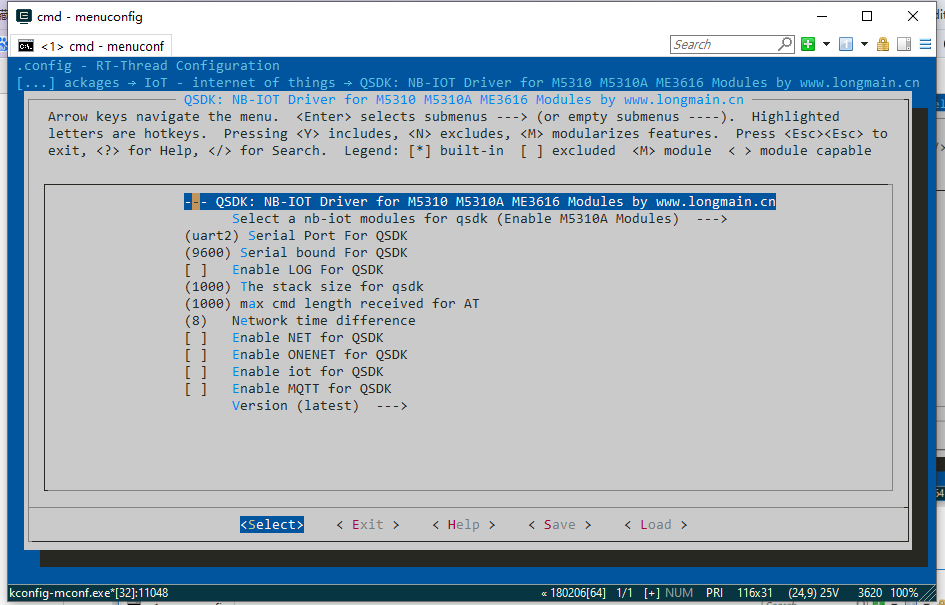 cmd - menuconfig
<1> cmd - menuconf
Search
.config - RT-Thread Configuration
[...] ackages → IoT - internet of things → QSDK: NB-IOT Driver for M5310 M5310A ME3616 Modules by www.longmain.cn
QSDK: NB-IOT Driver for M5310 M5310A ME3616 Modules by www.longmain.cn
Arrow keys navigate the menu.  <Enter> selects submenus ---> (or empty submenus ----).  Highlighted
letters are hotkeys.  Pressing <Y> includes, <N> excludes, <M> modularizes features.  Press <Esc><Esc> to
exit, <?> for Help, </> for Search.  Legend: [*] built-in  [ ] excluded  <M> module  < > module capable
--- QSDK: NB-IOT Driver for M5310 M5310A ME3616 Modules by www.longmain.cn
Select a nb-iot modules for qsdk (Enable M5310A Modules)  --->
(uart2) Serial Port For QSDK
(9600) Serial bound For QSDK
[ ]   Enable LOG For QSDK
(1000) The stack size for qsdk
(1000) max cmd length received for AT
(8)   Network time difference
[ ]   Enable NET for QSDK
[ ]   Enable ONENET for QSDK
[ ]   Enable iot for QSDK
[ ]   Enable MQTT for QSDK
Version (latest)  --->
<Select>    < Exit >    < Help >    < Save >    < Load >
kconfig-mconf.exe*[32]:11048    « 180206[64]  1/1  [+] NUM  PRI  116x31  (24,9) 25V  3620  100%